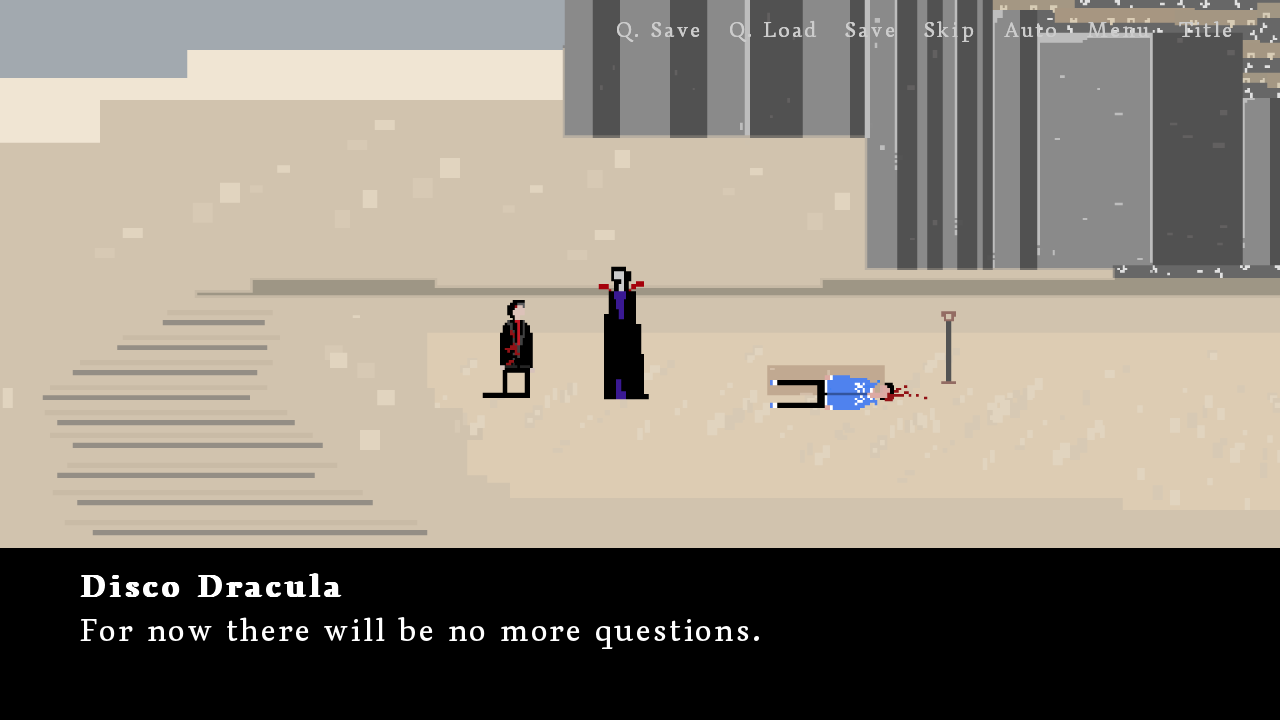 Q. Save Q. Load Save Skip Auto Menu Title
Disco Dracula
For now there will be no more questions.